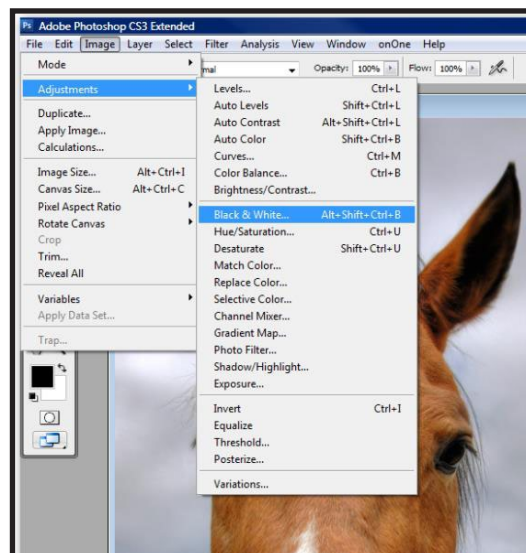 Ps Adobe Photoshop CS3 Extended
File Edit Image Layer Select Filter Analysis View Window onOne Help
Opacity: 100% Flow: 100%
Mode
Adjustments
Duplicate...
Apply Image...
Calculations...
Image Size... Alt+Ctrl+I
Canvas Size... Alt+Ctrl+C
Pixel Aspect Ratio
Rotate Canvas
Crop
Trim...
Reveal All
Variables
Apply Data Set...
Trap...
Levels... Ctrl+L
Auto Levels Shift+Ctrl+L
Auto Contrast Alt+Shift+Ctrl+L
Auto Color Shift+Ctrl+B
Curves... Ctrl+M
Color Balance... Ctrl+B
Brightness/Contrast...
Black & White... Alt+Shift+Ctrl+B
Hue/Saturation... Ctrl+U
Desaturate Shift+Ctrl+U
Match Color...
Replace Color...
Selective Color...
Channel Mixer...
Gradient Map...
Photo Filter...
Shadow/Highlight...
Exposure...
Invert Ctrl+I
Equalize
Threshold...
Posterize...
Variations...